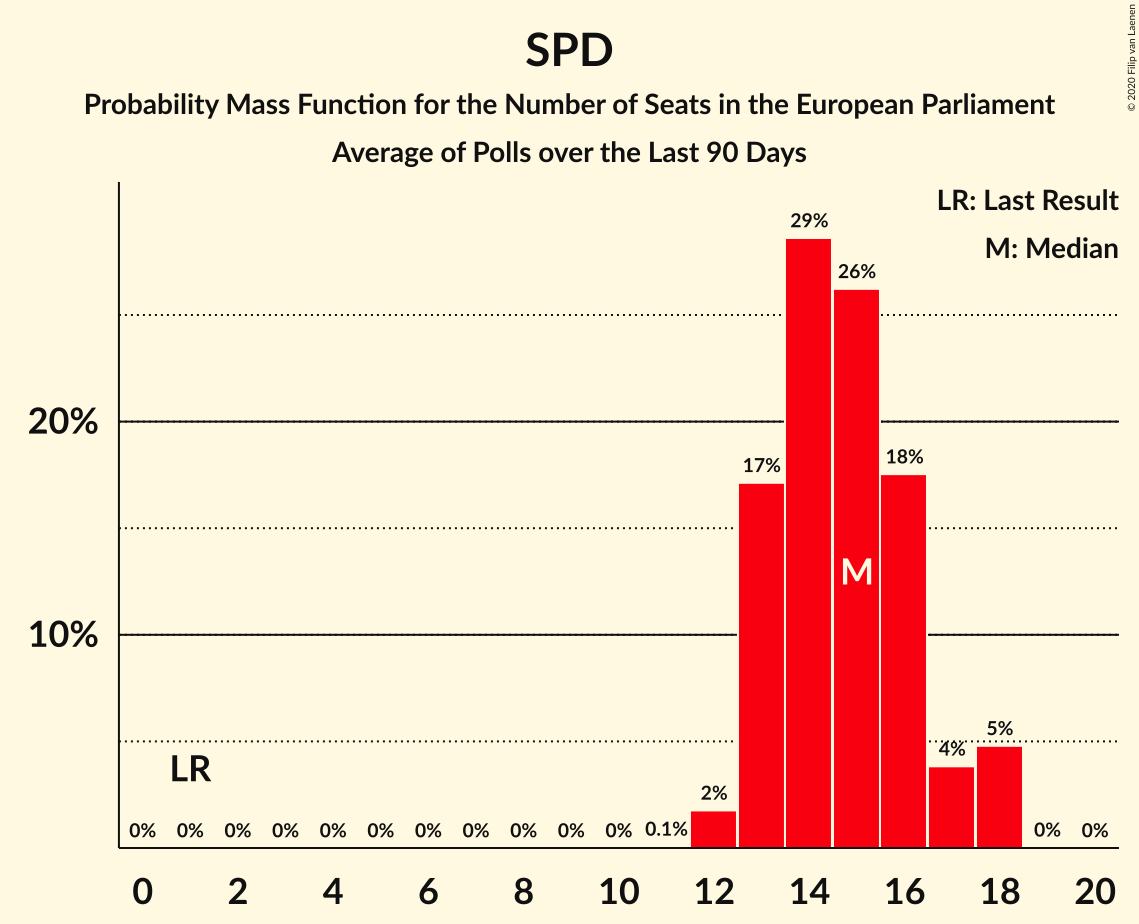 SPD
Probability Mass Function for the Number of Seats in the European Parliament
Average of Polls over the Last 90 Days
© 2020 Filip van Laenen
LR: Last Result
M: Median
29%
26%
20%
18%
17%
M
10%
5%
4%
LR
2%
0% 0% 0% 0% 0% 0% 0% 0% 0% 0% 0% 0.1% 0% 0%
0 2 4 6 8 10 12 14 16 18 20